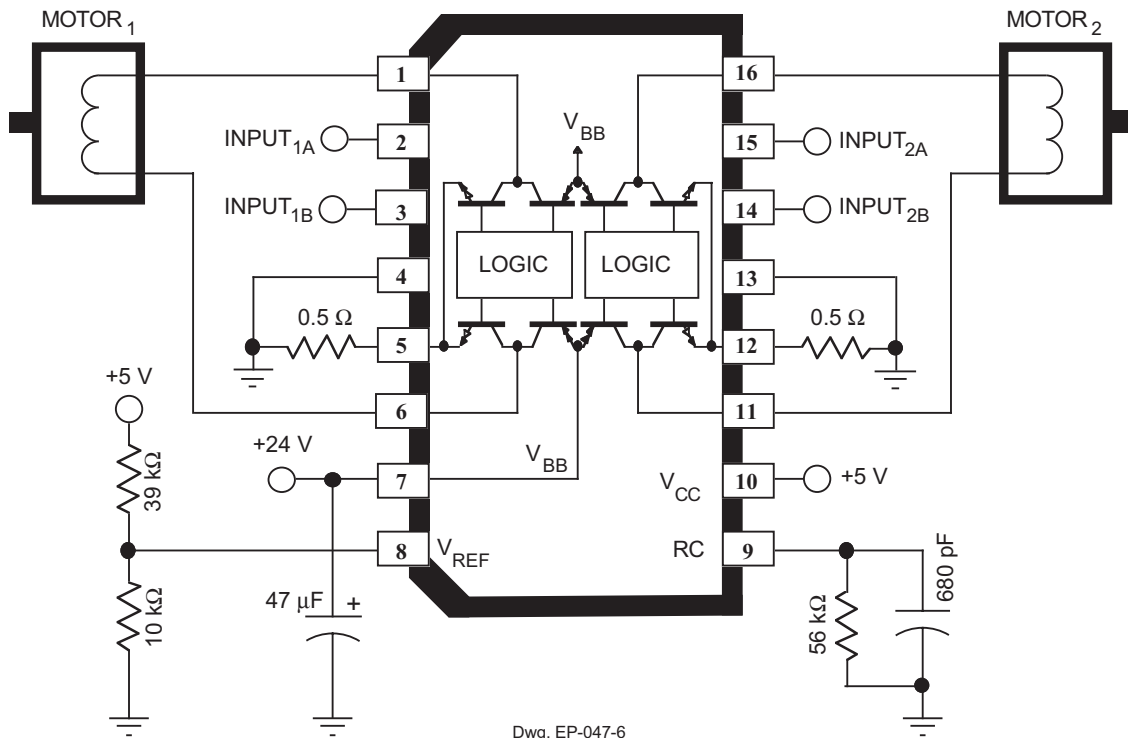 MOTOR1
MOTOR2
1
16
INPUT1A
2
VBB
15
INPUT2A
INPUT1B
3
14
INPUT2B
LOGIC
LOGIC
4
13
0.5 Ω
5
12
0.5 Ω
+5 V
6
11
39 kΩ
+24 V
7
VBB
VCC
10
+5 V
8
VREF
RC
9
10 kΩ
47 μF
+
56 kΩ
680 pF
Dwg. EP-047-6